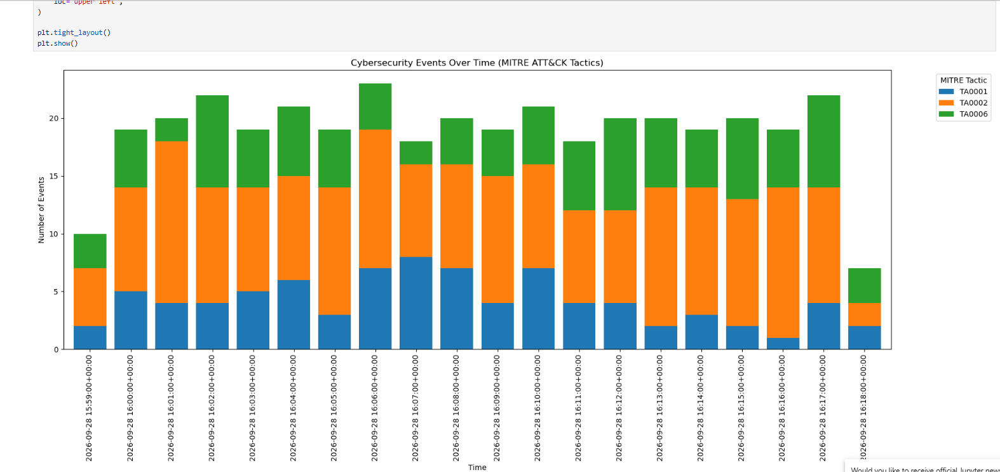 loc="upper left",
)
plt.tight_layout()
plt.show()
Cybersecurity Events Over Time (MITRE ATT&CK Tactics)
MITRE Tactic
TA0001
TA0002
TA0006
Number of Events
20
15
10
5
0
2026-09-28 15:59:00+00:00
2026-09-28 16:00:00+00:00
2026-09-28 16:01:00+00:00
2026-09-28 16:02:00+00:00
2026-09-28 16:03:00+00:00
2026-09-28 16:04:00+00:00
2026-09-28 16:05:00+00:00
2026-09-28 16:06:00+00:00
2026-09-28 16:07:00+00:00
2026-09-28 16:08:00+00:00
2026-09-28 16:09:00+00:00
2026-09-28 16:10:00+00:00
2026-09-28 16:11:00+00:00
2026-09-28 16:12:00+00:00
2026-09-28 16:13:00+00:00
2026-09-28 16:14:00+00:00
2026-09-28 16:15:00+00:00
2026-09-28 16:16:00+00:00
2026-09-28 16:17:00+00:00
2026-09-28 16:18:00+00:00
Time
Would you like to receive official Jupyter news